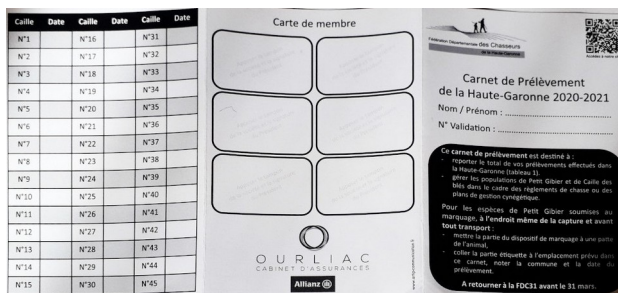 Caille Date Caille Date Caille Date
N°1 N°16 N°31
N°2 N°17 N°32
N°3 N°18 N°33
N°4 N°19 N°34
N°5 N°20 N°35
N°6 N°21 N°36
N°7 N°22 N°37
N°8 N°23 N°38
N°9 N°24 N°39
N°10 N°25 N°40
N°11 N°26 N°41
N°12 N°27 N°42
N°13 N°28 N°43
N°14 N°29 N°44
N°15 N°30 N°45
Carte de membre
OURLIAC
CABINET D'ASSURANCES
Allianz
Fédération Départementale des Chasseurs
de la Haute-Garonne
Carnet de Prélèvement
de la Haute-Garonne 2020-2021
Nom / Prénom :
N° Validation :
Ce carnet de prélèvement est destiné à :
- reporter le total de vos prélèvements effectués dans
la Haute-Garonne (tableau 1).
- gérer les populations de Petit Gibier et de Caille des
blés dans le cadre des règlements de chasse ou des
plans de gestion cynégétique.
Pour les espèces de Petit Gibier soumises au
marquage, à l'endroit même de la capture et avant
tout transport :
- mettre la partie du dispositif de marquage à une patte
de l'animal,
- coller la partie étiquette à l'emplacement prévu dans
ce carnet, noter la commune et la date du
prélèvement.
A retourner à la FDC31 avant le 31 mars.